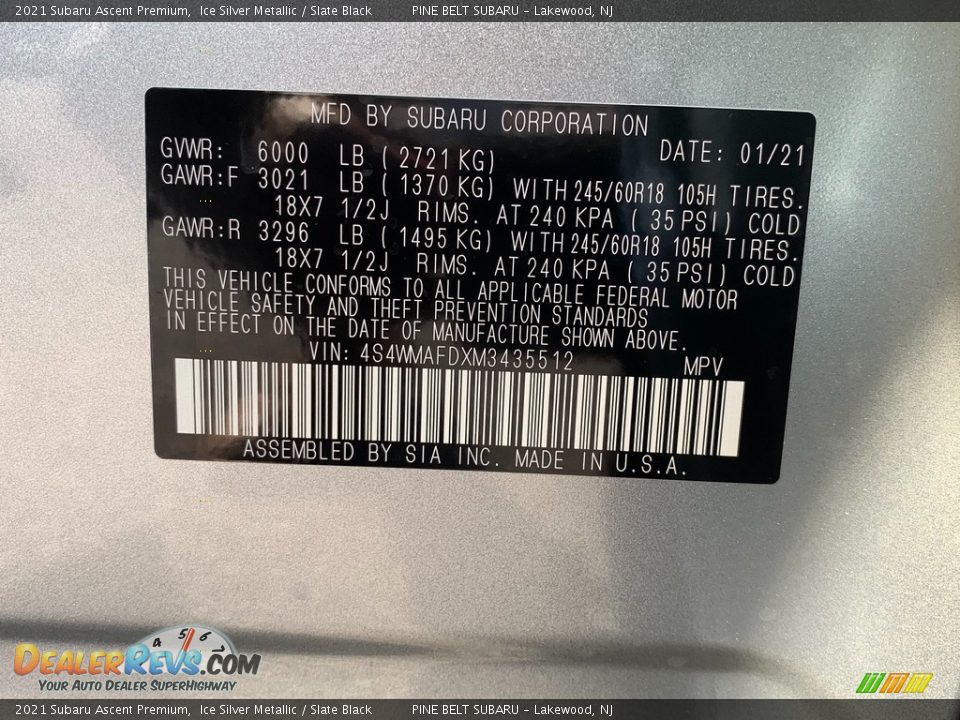 2021 Subaru Ascent Premium, Ice Silver Metallic / Slate Black PINE BELT SUBARU - Lakewood, NJ
MFD BY SUBARU CORPORATION
GVWR: 6000 LB ( 2721 KG) DATE: 01/21
GAWR:F 3021 LB ( 1370 KG) WITH 245/60R18 105H TIRES.
18X7 1/2J RIMS. AT 240 KPA ( 35 PSI) COLD
GAWR:R 3296 LB ( 1495 KG) WITH 245/60R18 105H TIRES.
18X7 1/2J RIMS. AT 240 KPA ( 35 PSI) COLD
THIS VEHICLE CONFORMS TO ALL APPLICABLE FEDERAL MOTOR
VEHICLE SAFETY AND THEFT PREVENTION STANDARDS
IN EFFECT ON THE DATE OF MANUFACTURE SHOWN ABOVE.
VIN: 4S4WMAFDXM3435512 MPV
ASSEMBLED BY SIA INC. MADE IN U.S.A.
4 5 6
DEALERREVS.COM
YOUR AUTO DEALER SUPERHIGHWAY
2021 Subaru Ascent Premium, Ice Silver Metallic / Slate Black PINE BELT SUBARU - Lakewood, NJ